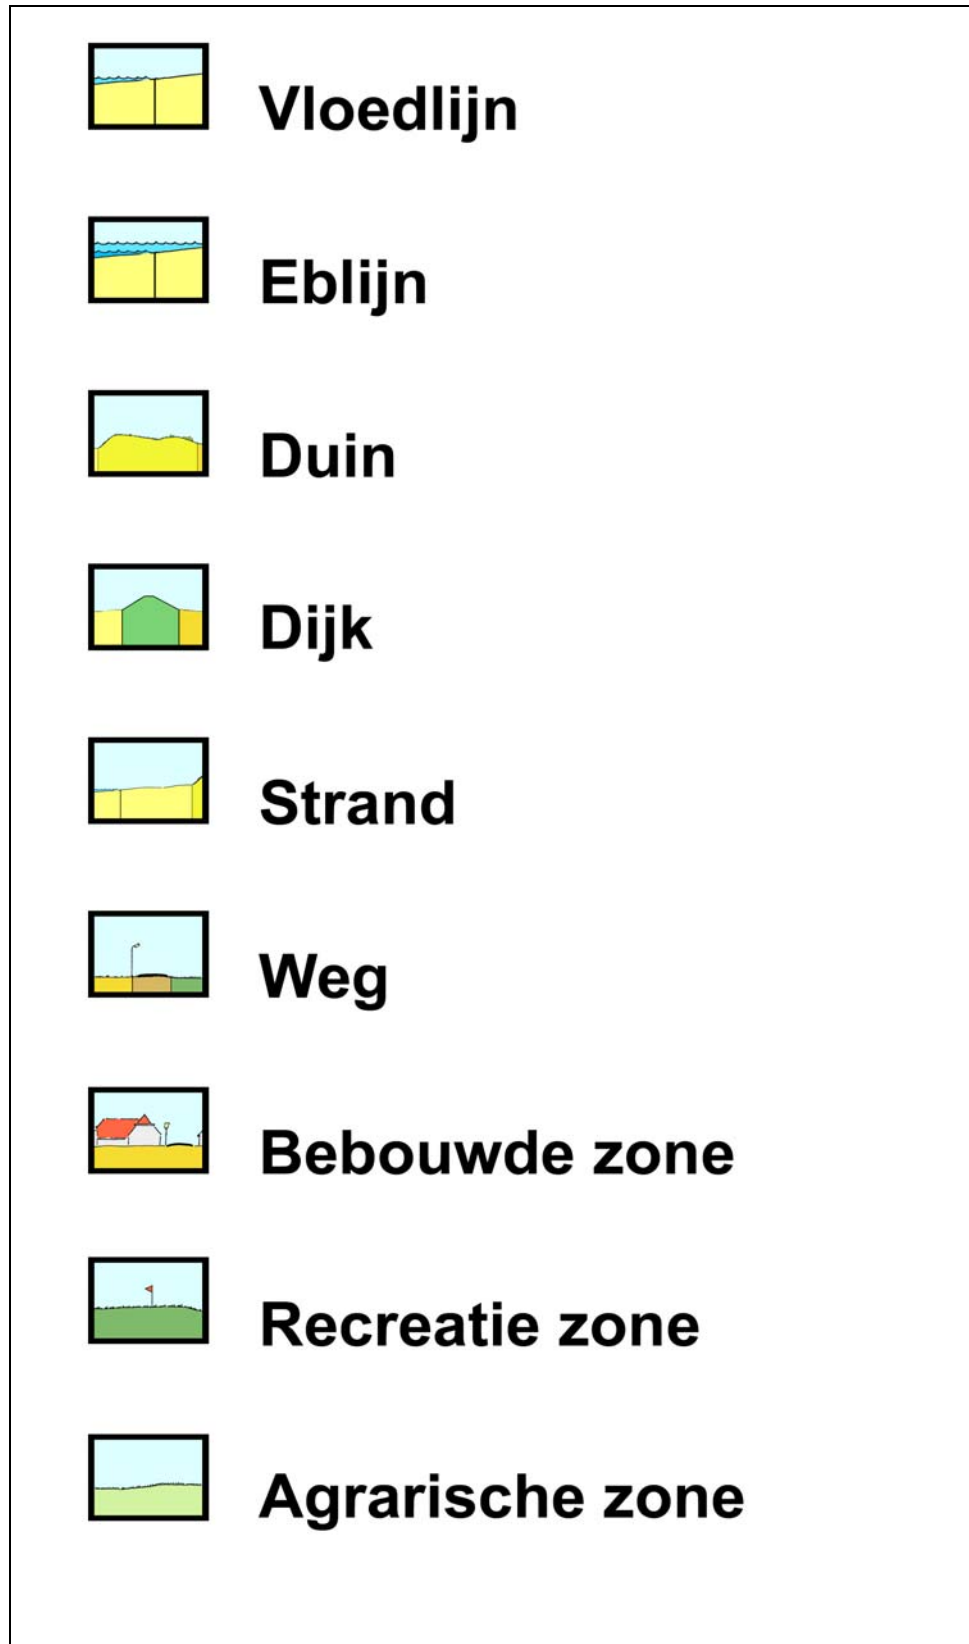 Vloedlijn
Eblijn
Duin
Dijk
Strand
Weg
Bebouwde zone
Recreatie zone
Agrarische zone